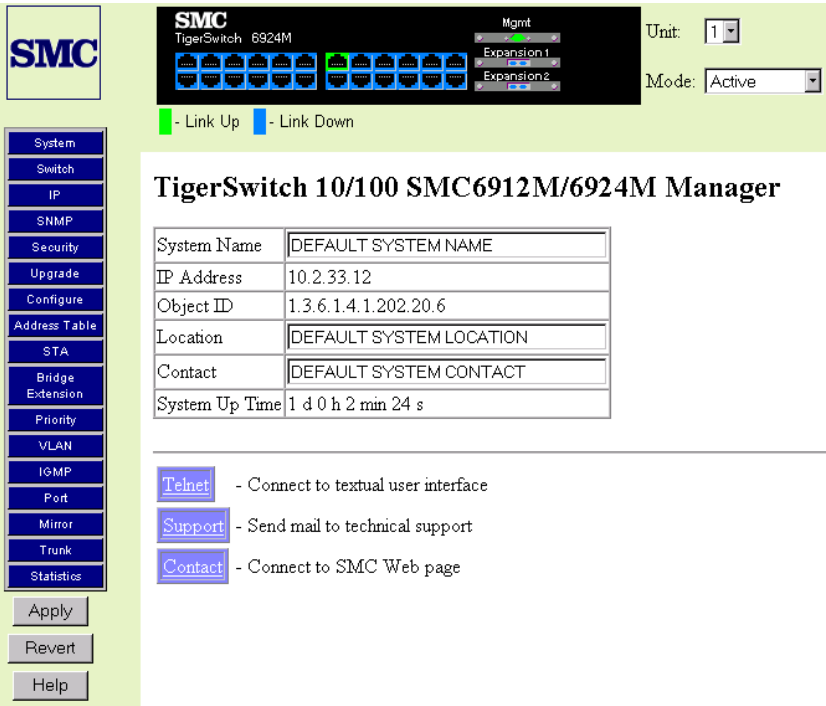 SMC
SMC
TigerSwitch 6924M
Mgmt
Expansion1
Expansion2
Unit: 1
Mode: Active
- Link Up - Link Down
System
Switch
IP
SNMP
Security
Upgrade
Configure
Address Table
STA
Bridge
Extension
Priority
VLAN
IGMP
Port
Mirror
Trunk
Statistics
Apply
Revert
Help
TigerSwitch 10/100 SMC6912M/6924M Manager
System Name DEFAULT SYSTEM NAME
IP Address 10.2.33.12
Object ID 1.3.6.1.4.1.202.20.6
Location DEFAULT SYSTEM LOCATION
Contact DEFAULT SYSTEM CONTACT
System Up Time 1 d 0 h 2 min 24 s
Telnet - Connect to textual user interface
Support - Send mail to technical support
Contact - Connect to SMC Web page